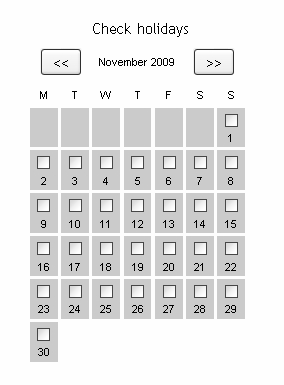 Check holidays
<< November 2009 >>
M T W T F S S
1
2 3 4 5 6 7 8
9 10 11 12 13 14 15
16 17 18 19 20 21 22
23 24 25 26 27 28 29
30